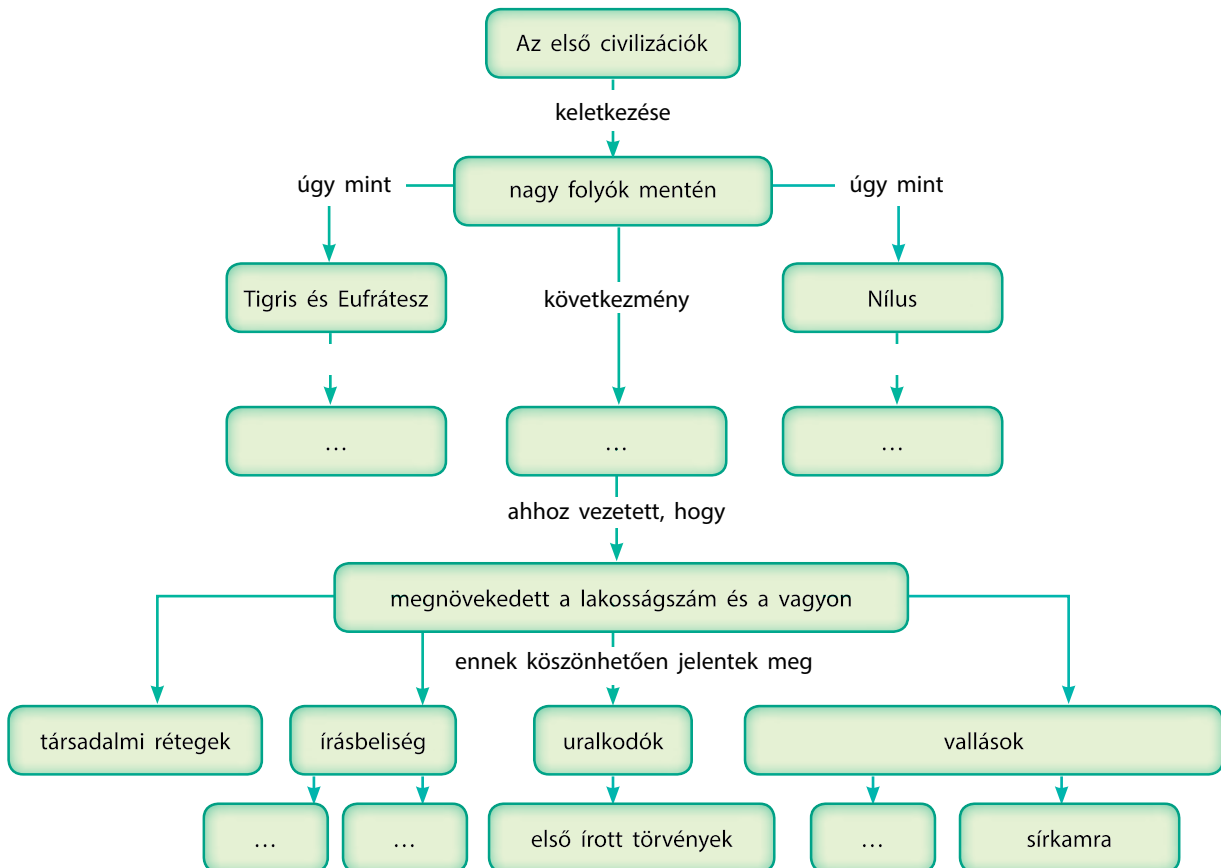 Az első civilizációk
keletkezése
nagy folyók mentén
úgy mint
úgy mint
Tigris és Eufrátesz
következmény
Nílus
…
…
…
ahhoz vezetett, hogy
megnövekedett a lakosságszám és a vagyon
ennek köszönhetően jelentek meg
társadalmi rétegek
írásbeliség
uralkodók
vallások
…
…
első írott törvények
…
sírkamra